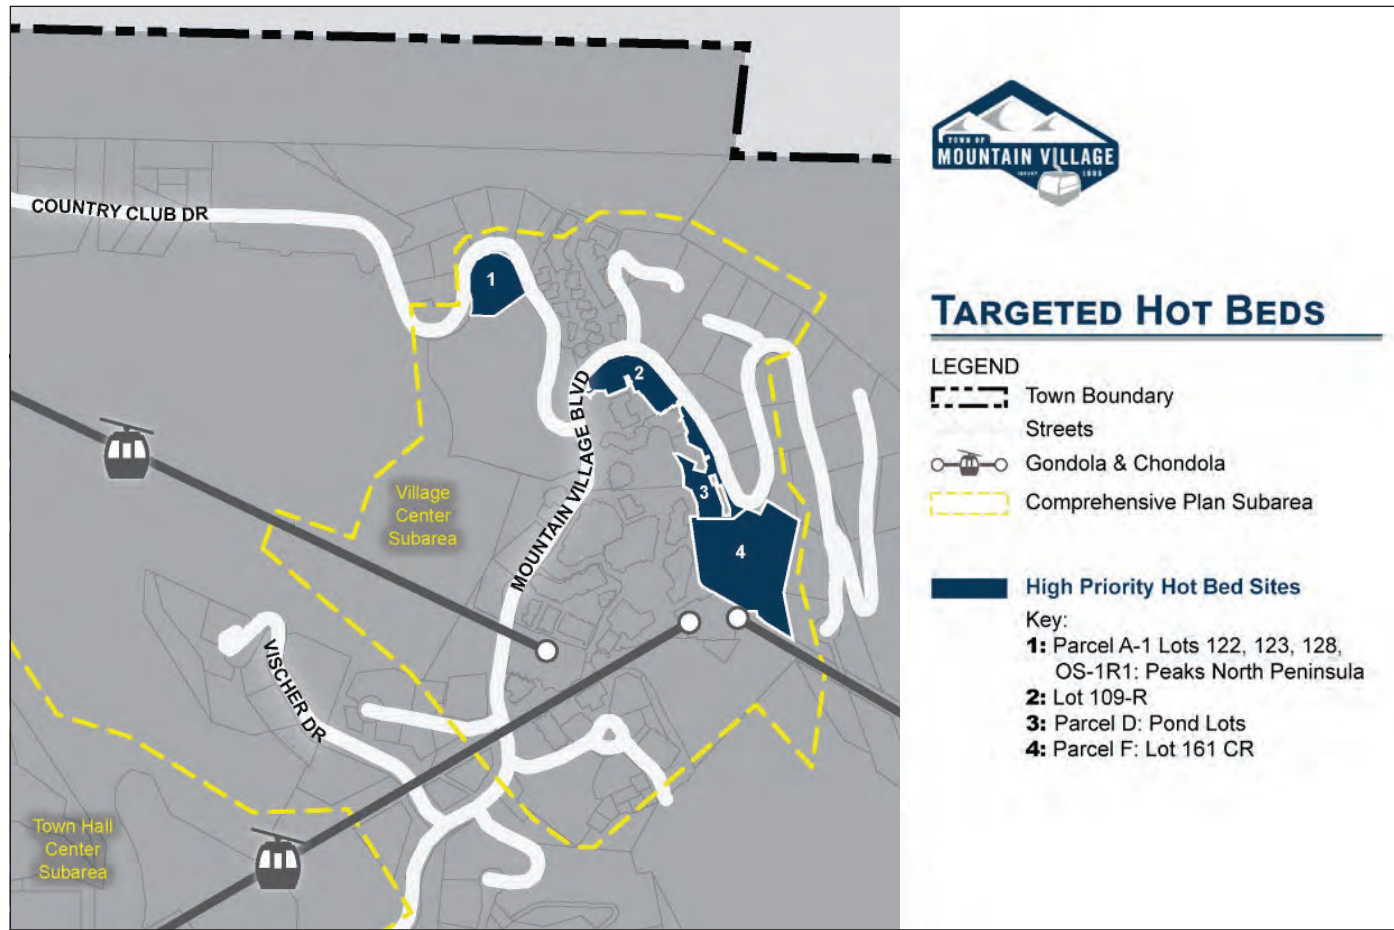 COUNTRY CLUB DR
1
2
MOUNTAIN VILLAGE BLVD
3
4
Village
Center
Subarea
VISCHER DR
Town Hall
Center
Subarea
TOWN OF
MOUNTAIN VILLAGE
1995
TARGETED HOT BEDS
LEGEND
Town Boundary
Streets
Gondola & Chondola
Comprehensive Plan Subarea
High Priority Hot Bed Sites
Key:
1: Parcel A-1 Lots 122, 123, 128,
OS-1R1: Peaks North Peninsula
2: Lot 109-R
3: Parcel D: Pond Lots
4: Parcel F: Lot 161 CR